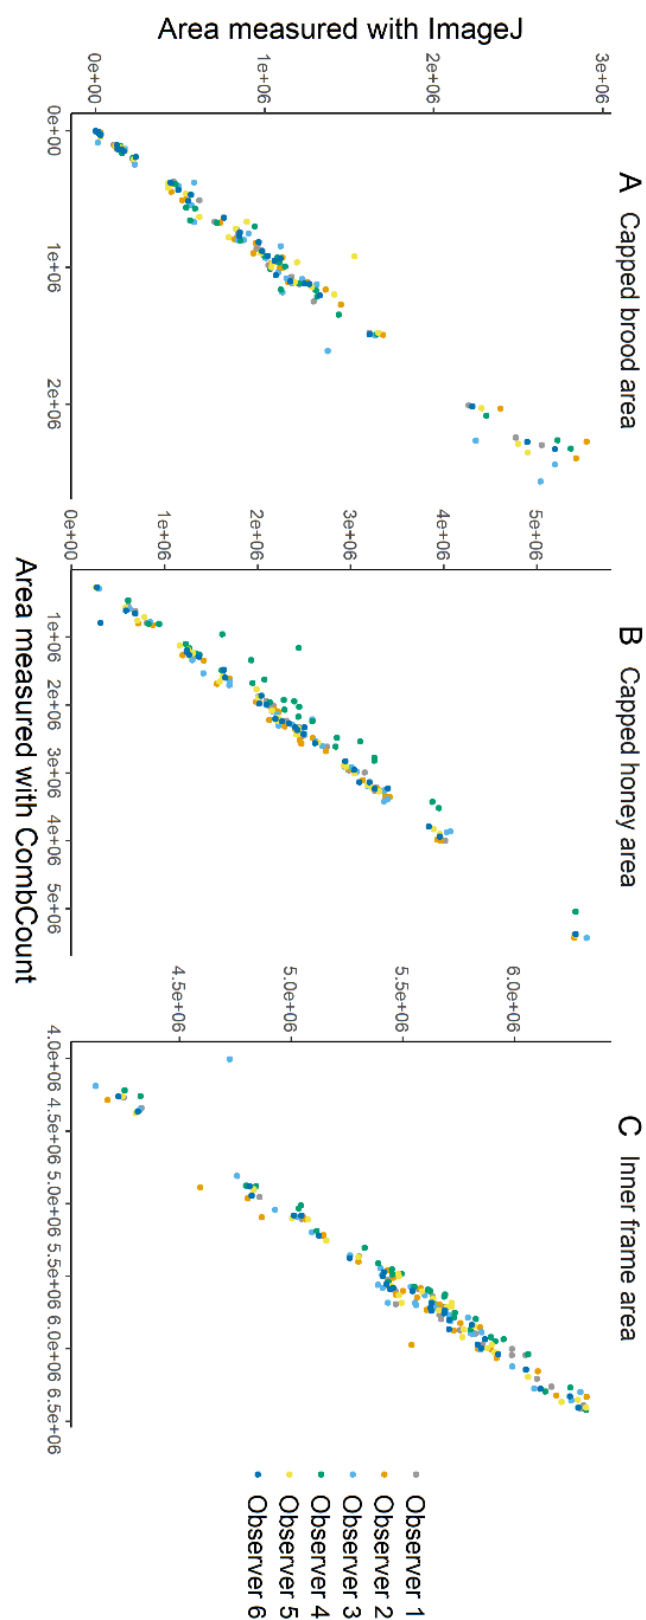 A Capped brood area
B Capped honey area
C Inner frame area
Area measured with ImageJ
3e+06
2e+06
1e+06
0e+00
0e+00 1e+06 2e+06
5e+06
4e+06
3e+06
2e+06
1e+06
0e+00
1e+06 2e+06 3e+06 4e+06 5e+06
6.0e+06
5.5e+06
5.0e+06
4.5e+06
4.0e+06 4.5e+06 5.0e+06 5.5e+06 6.0e+06 6.5e+06
Area measured with CombCount
Observer 1
Observer 2
Observer 3
Observer 4
Observer 5
Observer 6